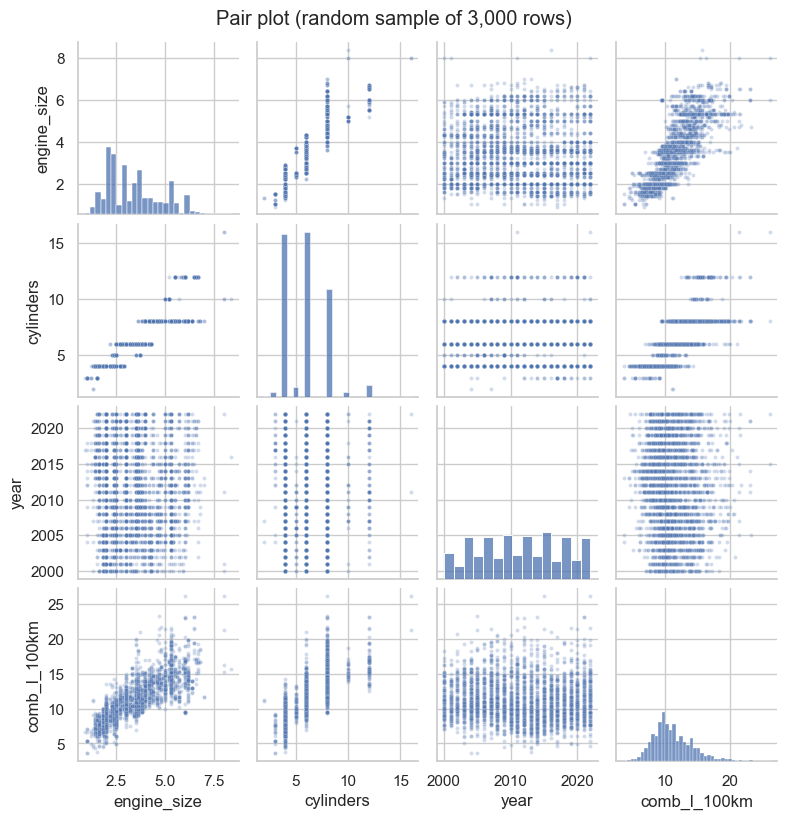 Pair plot (random sample of 3,000 rows)
engine_size
8
6
4
2
cylinders
15
10
5
year
2020
2015
2010
2005
2000
comb_l_100km
25
20
15
10
5
2.5 5.0 7.5
5 10 15
2000 2010 2020
10 20
engine_size
cylinders
year
comb_l_100km